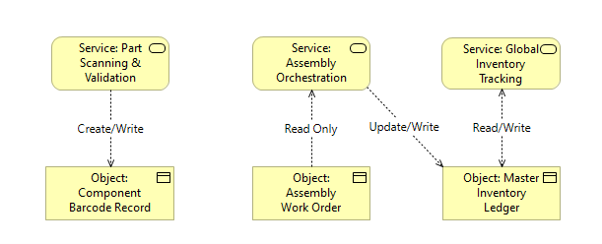 Service: Part
Scanning &
Validation
Service:
Assembly
Orchestration
Service: Global
Inventory
Tracking
Create/Write
Read Only
Update/Write
Read/Write
Object:
Component
Barcode Record
Object:
Assembly
Work Order
Object: Master
Inventory
Ledger